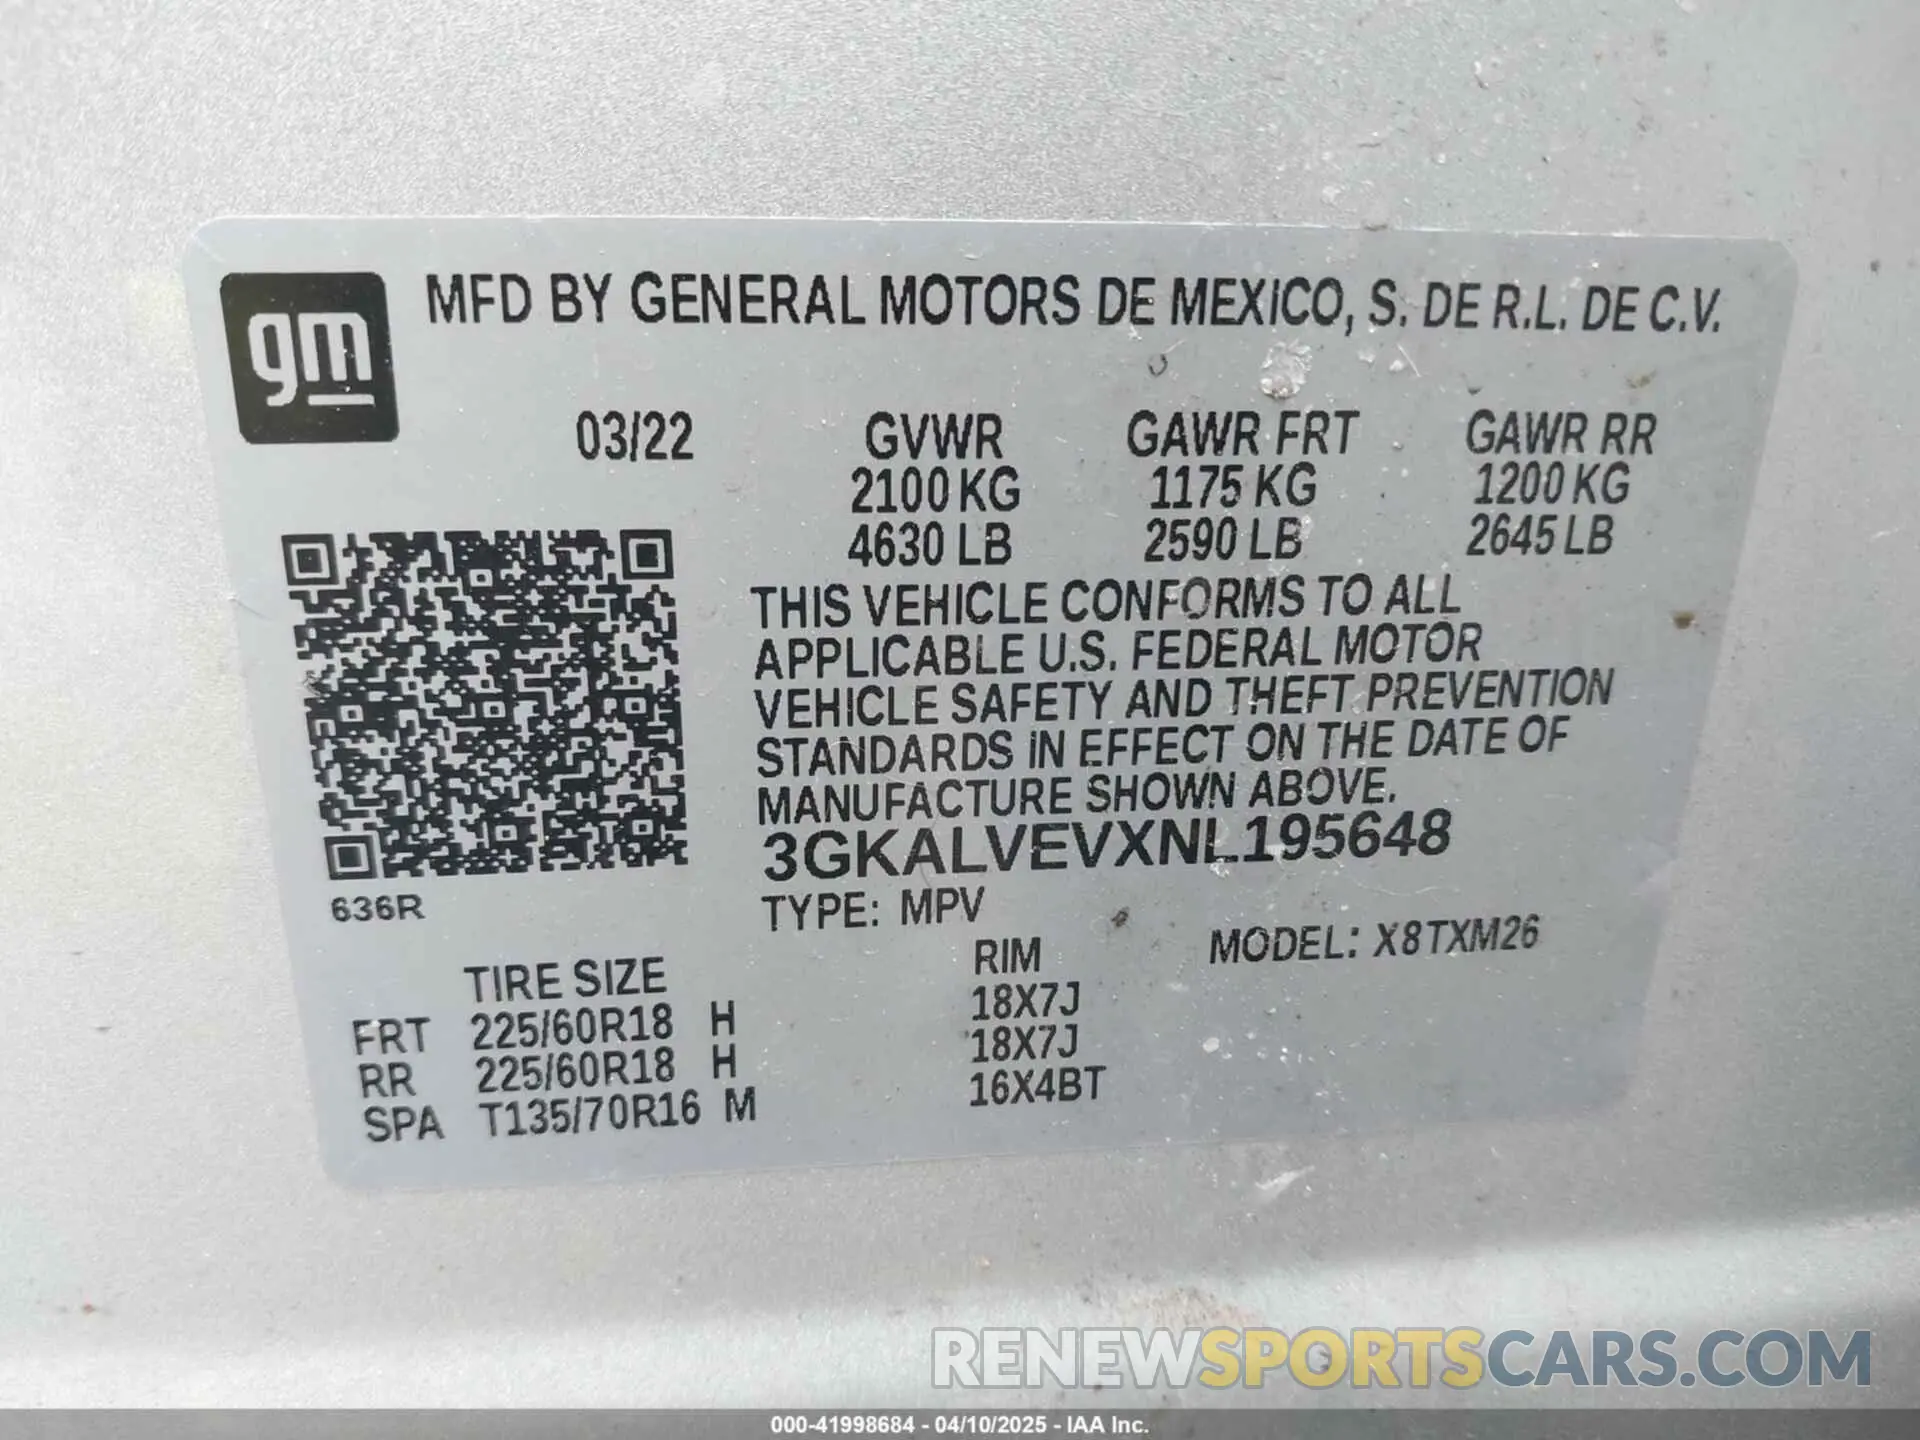 gm
MFD BY GENERAL MOTORS DE MEXICO, S. DE R.L. DE C.V.
03/22 GVWR GAWR FRT GAWR RR
2100 KG 1175 KG 1200 KG
4630 LB 2590 LB 2645 LB
THIS VEHICLE CONFORMS TO ALL
APPLICABLE U.S. FEDERAL MOTOR
VEHICLE SAFETY AND THEFT PREVENTION
STANDARDS IN EFFECT ON THE DATE OF
MANUFACTURE SHOWN ABOVE.
3GKALVEVXNL195648
636R
TYPE: MPV MODEL: X8TXM26
TIRE SIZE RIM
FRT 225/60R18 H 18X7J
RR 225/60R18 H 18X7J
SPA T135/70R16 M 16X4BT
RENEWSPORTSCARS.COM
000-41998684 - 04/10/2025 - IAA Inc.